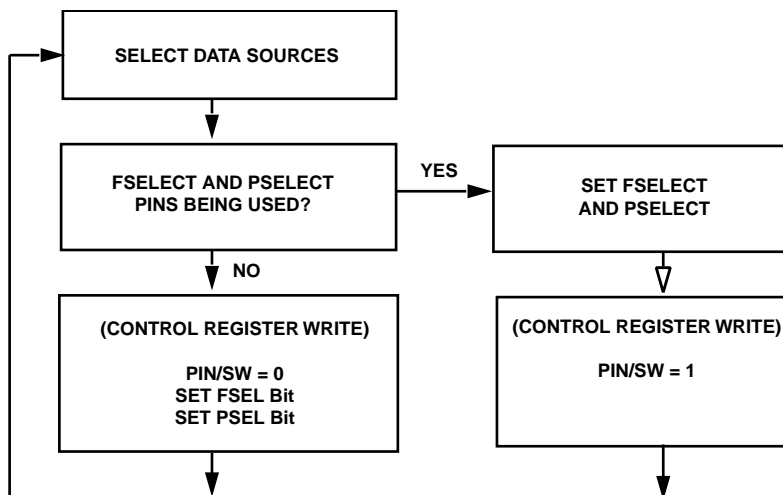 SELECT DATA SOURCES
FSELECT AND PSELECT
PINS BEING USED?
YES
SET FSELECT
AND PSELECT
NO
(CONTROL REGISTER WRITE)
PIN/SW = 0
SET FSEL Bit
SET PSEL Bit
(CONTROL REGISTER WRITE)
PIN/SW = 1